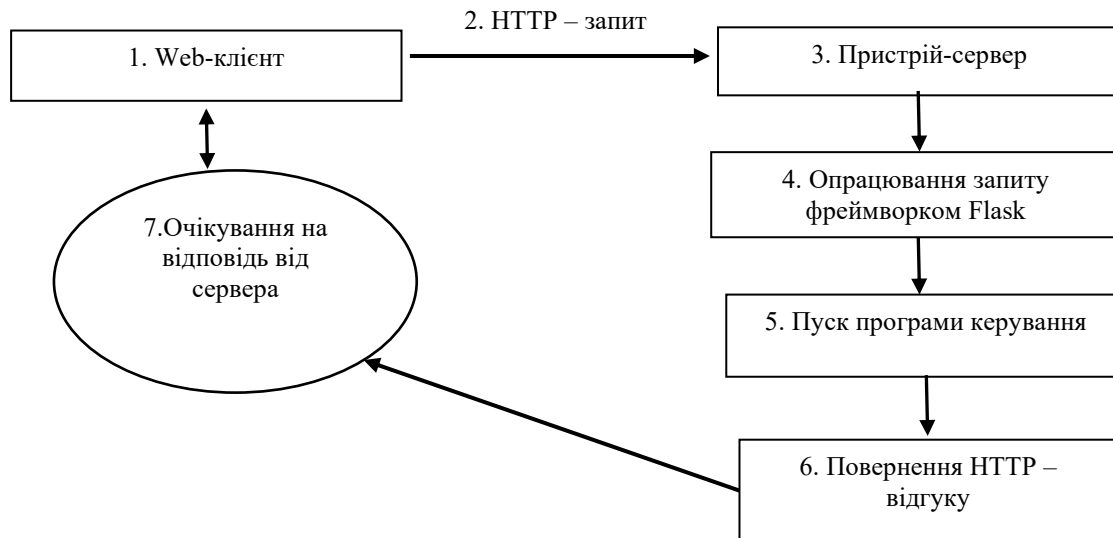 2. HTTP – запит
1. Web-клієнт
3. Пристрій-сервер
4. Опрацювання запиту
фреймворком Flask
7.Очікування на
відповідь від
сервера
5. Пуск програми керування
6. Повернення HTTP –
відгуку